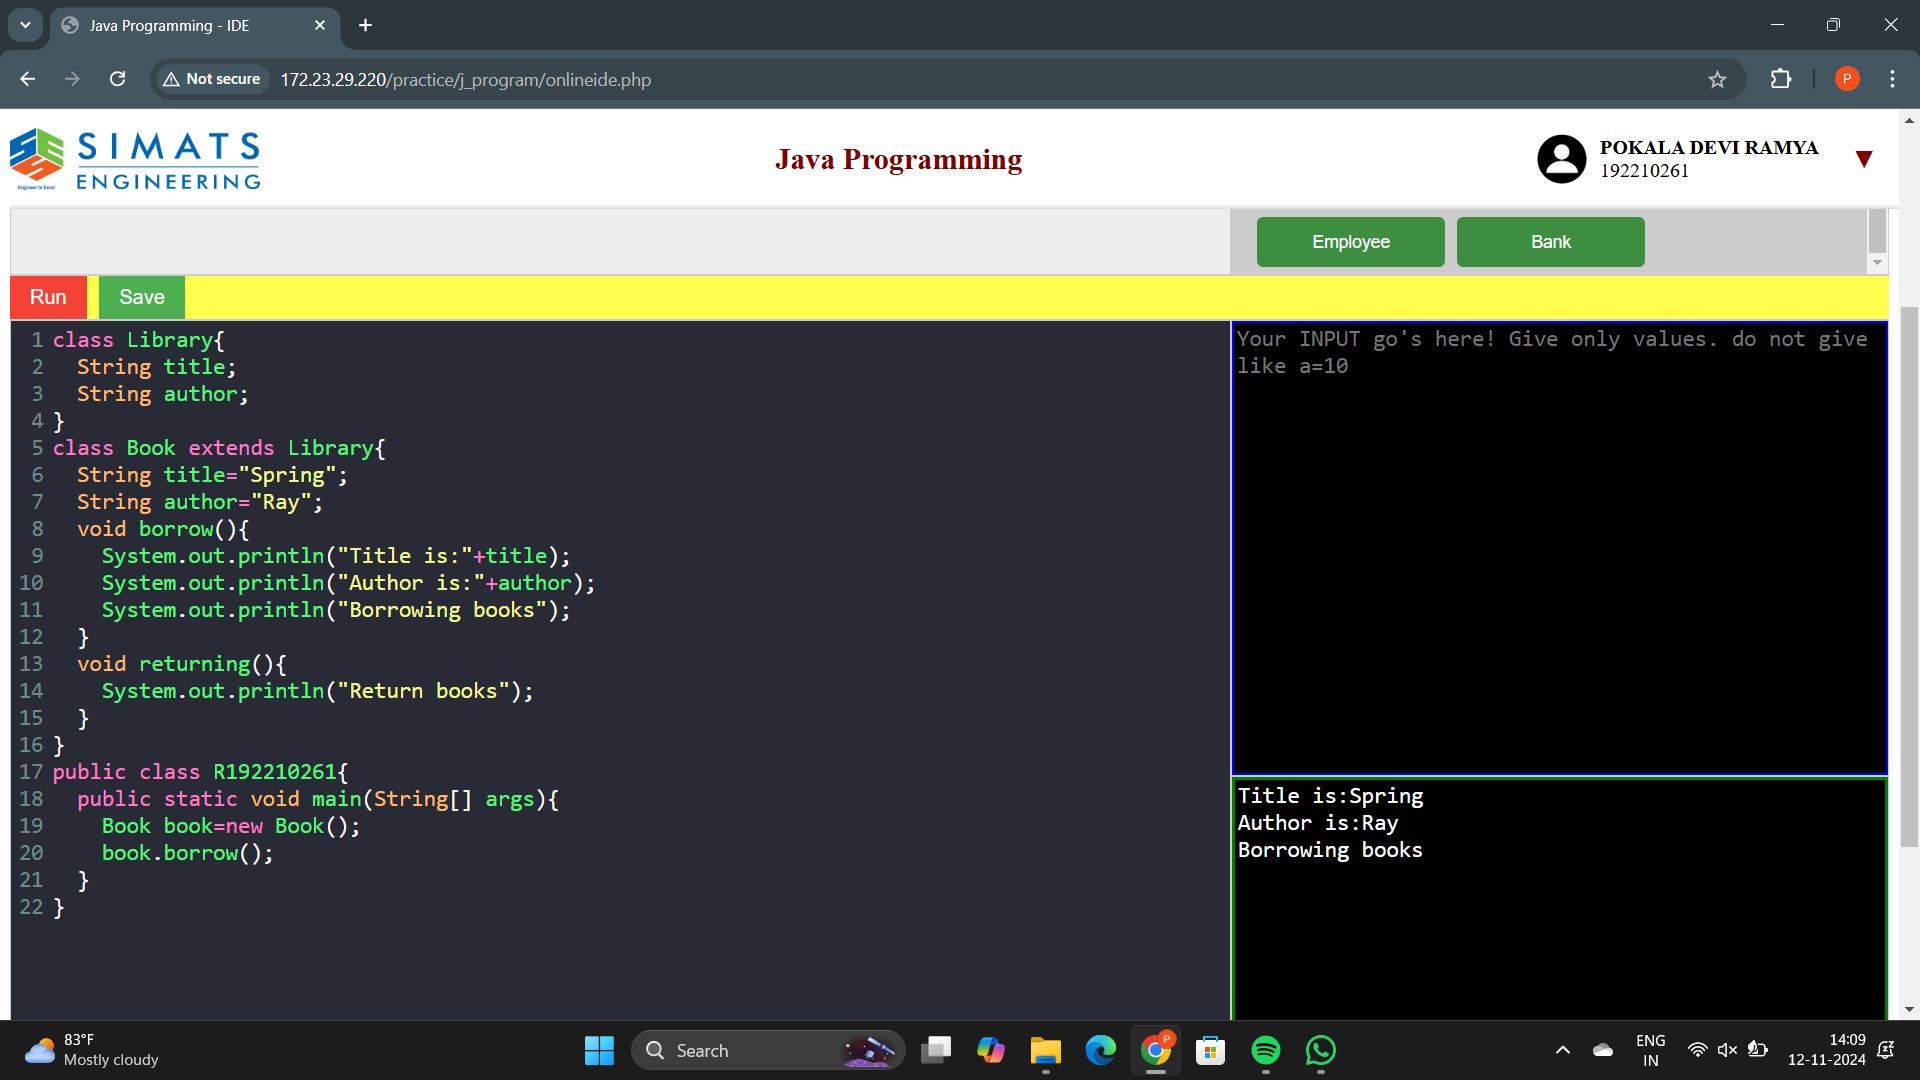 Java Programming - IDE
Not secure
172.23.29.220/practice/j_program/onlineide.php
P
SIMATS
ENGINEERING
Engineer to Excel
Java Programming
POKALA DEVI RAMYA
192210261
Employee
Bank
Run
Save
1 class Library{
2 String title;
3 String author;
4 }
5 class Book extends Library{
6 String title="Spring";
7 String author="Ray";
8 void borrow(){
9 System.out.println("Title is:"+title);
10 System.out.println("Author is:"+author);
11 System.out.println("Borrowing books");
12 }
13 void returning(){
14 System.out.println("Return books");
15 }
16 }
17 public class R192210261{
18 public static void main(String[] args){
19 Book book=new Book();
20 book.borrow();
21 }
22 }
Your INPUT go's here! Give only values. do not give
like a=10
Title is:Spring
Author is:Ray
Borrowing books
83°F
Mostly cloudy
Search
P
ENG
IN
14:09
12-11-2024